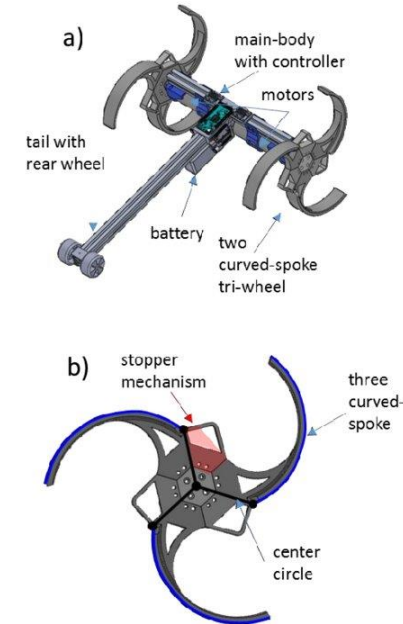 a)
main-body
with controller
motors
tail with
rear wheel
battery
two
curved-spoke
tri-wheel
b)
stopper
mechanism
three
curved-
spoke
center
circle